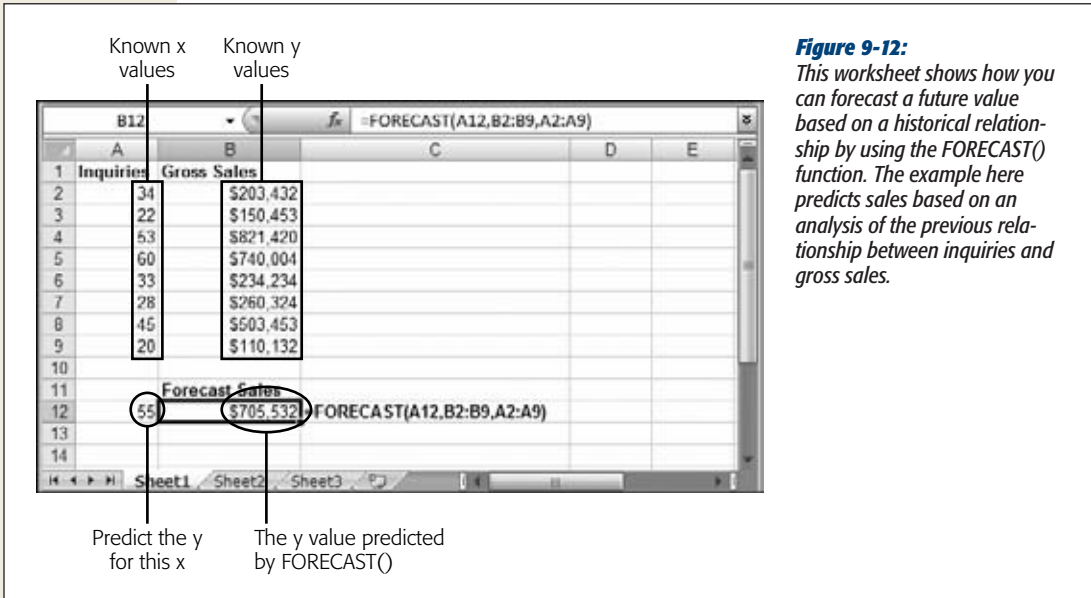 Known x
values
Known y
values
B12
fx
=FORECAST(A12,B2:B9,A2:A9)
A B C D E
1 Inquiries Gross Sales
2 34 $203,432
3 22 $150,453
4 53 $821,420
5 60 $740,004
6 33 $234,234
7 28 $260,324
8 45 $503,453
9 20 $110,132
10
11 Forecast Sales
12 55 $705,532 =FORECAST(A12,B2:B9,A2:A9)
13
14
Sheet1 Sheet2 Sheet3
Predict the y
for this x
The y value predicted
by FORECAST()
Figure 9-12:
This worksheet shows how you
can forecast a future value
based on a historical relation-
ship by using the FORECAST()
function. The example here
predicts sales based on an
analysis of the previous rela-
tionship between inquiries and
gross sales.